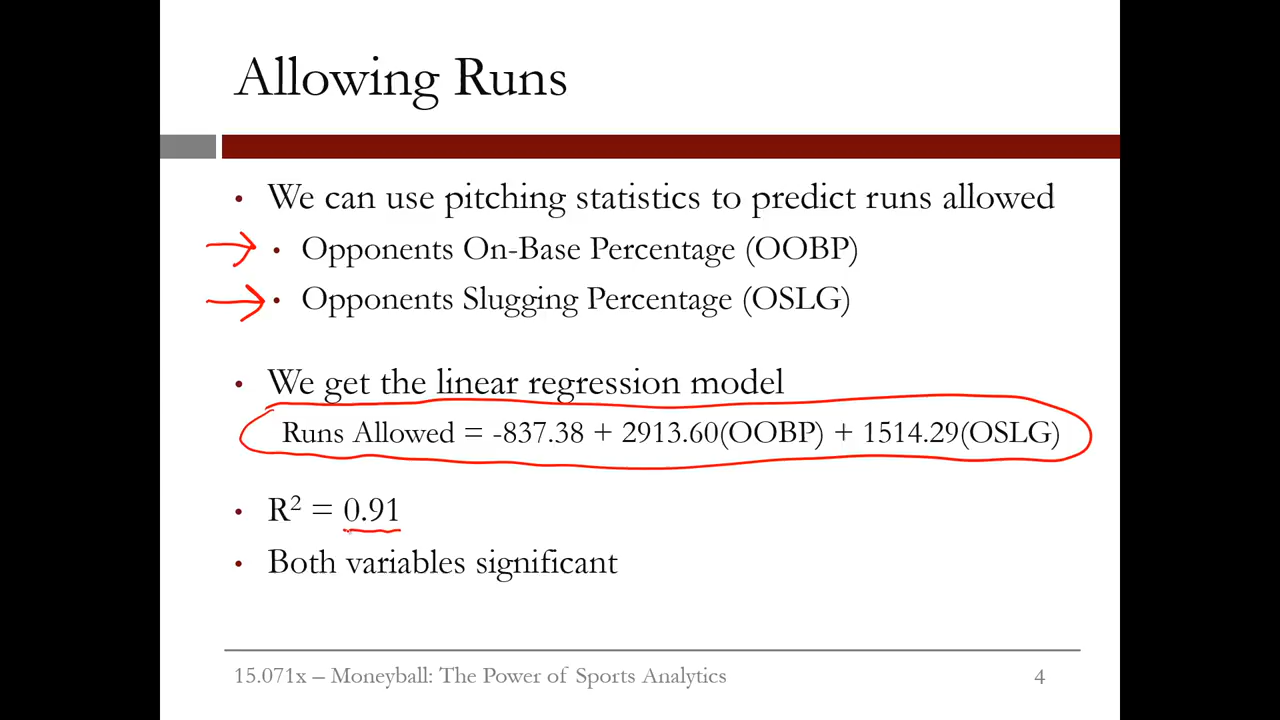 Allowing Runs
• We can use pitching statistics to predict runs allowed
• Opponents On-Base Percentage (OOBP)
• Opponents Slugging Percentage (OSLG)
• We get the linear regression model
Runs Allowed = -837.38 + 2913.60(OOBP) + 1514.29(OSLG)
• R² = 0.91
• Both variables significant
15.071x – Moneyball: The Power of Sports Analytics 4